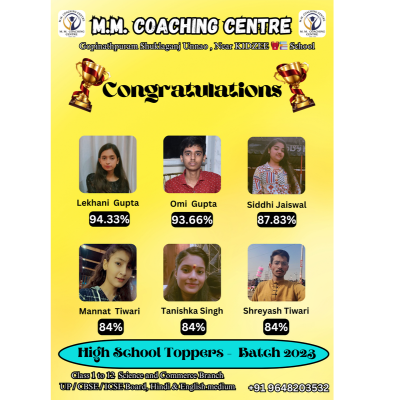 M.M. COACHING CENTRE
Gopinathpuram Shuklaganj Unnao , Near KIDZEE School
Congratulations
Lekhani Gupta
94.33%
Omi Gupta
93.66%
Siddhi Jaiswal
87.83%
Mannat Tiwari
84%
Tanishka Singh
84%
Shreyash Tiwari
84%
High School Toppers - Batch 2023
Class 1 to 12 Science and Commerce Branch
UP / CBSE / ICSE Board, Hindi & English medium
+91 9648203532